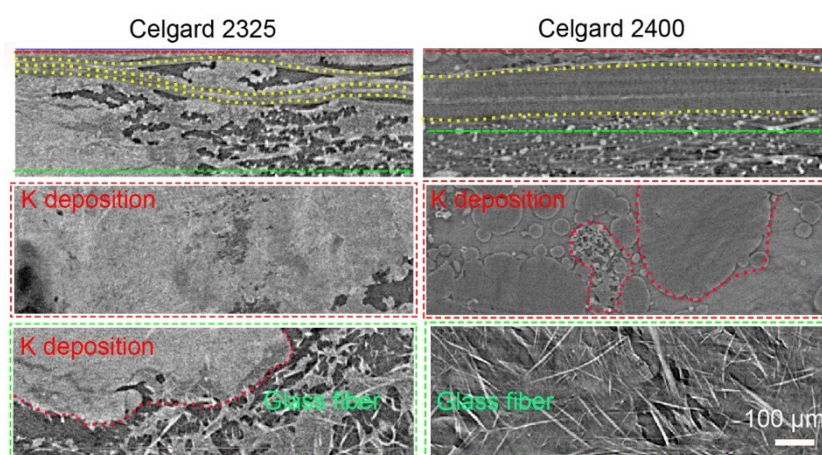 Celgard 2325
Celgard 2400
K deposition
K deposition
K deposition
Glass fiber
Glass fiber
100 μm